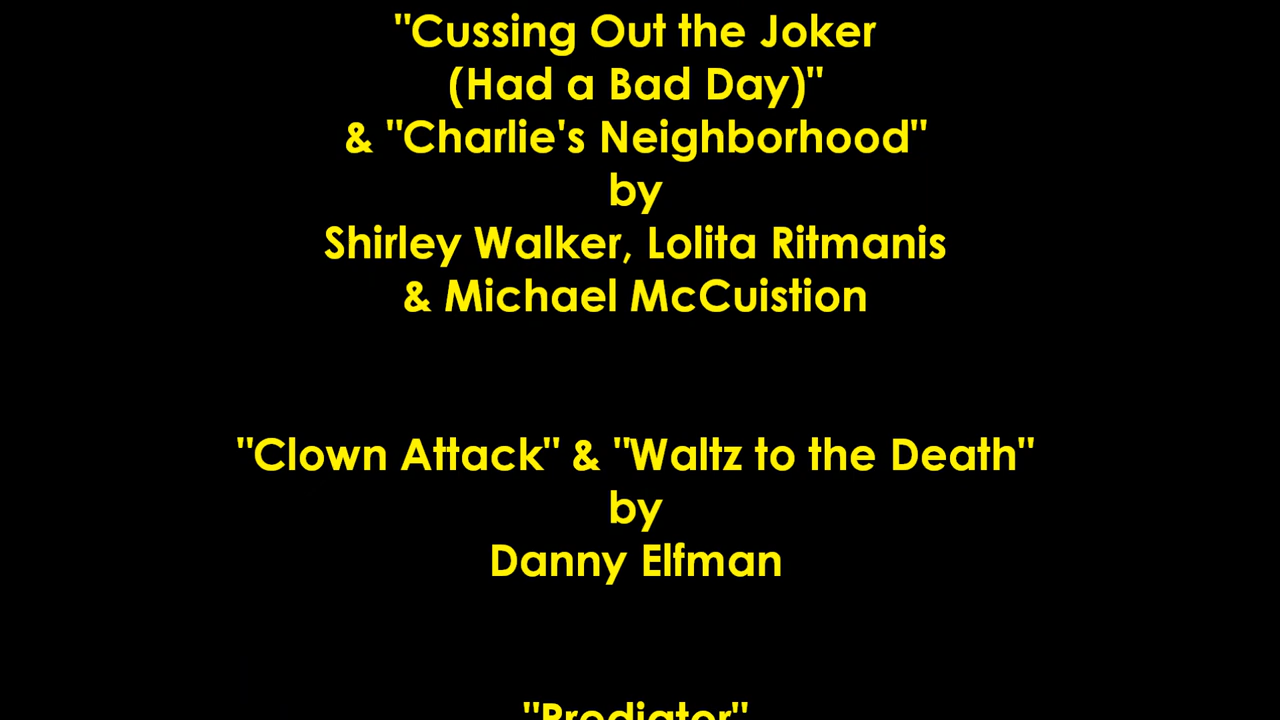 "Cussing Out the Joker
(Had a Bad Day)"
& "Charlie's Neighborhood"
by
Shirley Walker, Lolita Ritmanis
& Michael McCuistion
"Clown Attack" & "Waltz to the Death"
by
Danny Elfman